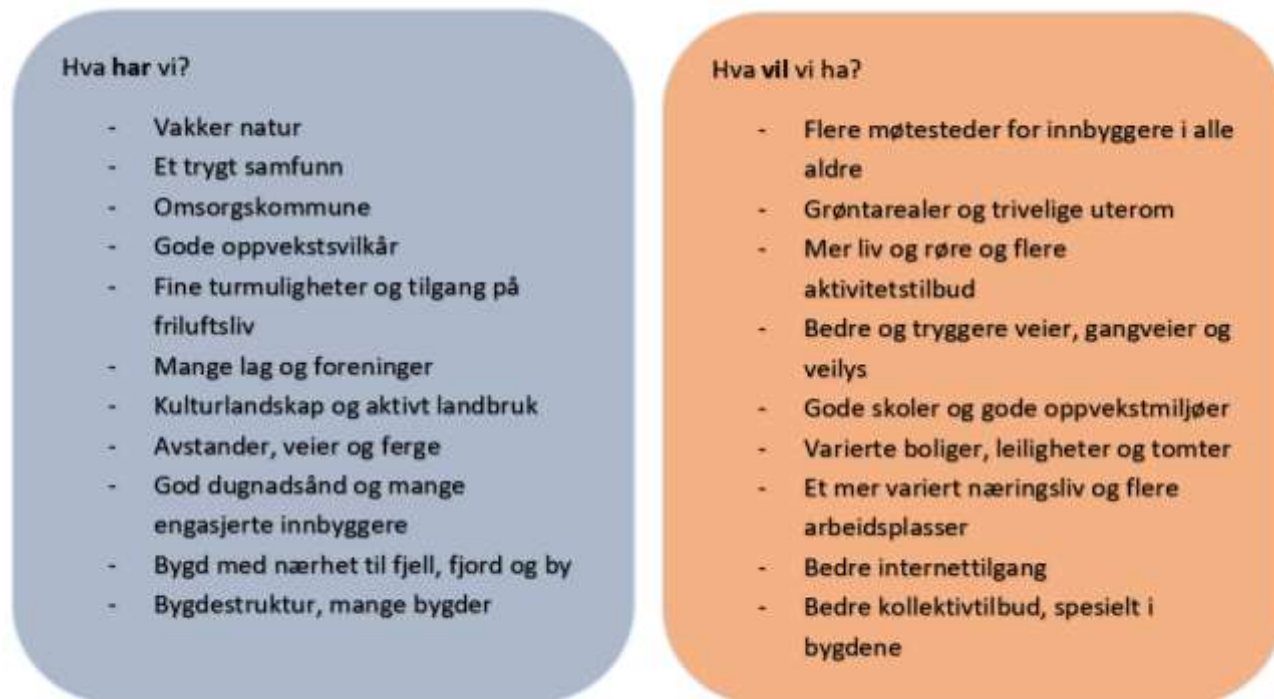 Hva har vi?
- Vakker natur
- Et trygt samfunn
- Omsorgskommune
- Gode oppvekstsvilkår
- Fine turmuligheter og tilgang på
friluftsliv
- Mange lag og foreninger
- Kulturlandskap og aktivt landbruk
- Avstander, veier og ferge
- God dugnadsånd og mange
engasjerte innbyggere
- Bygd med nærhet til fjell, fjord og by
- Bygdestruktur, mange bygder
Hva vil vi ha?
- Flere møtesteder for innbyggere i alle
aldre
- Grøntarealer og trivelige uterom
- Mer liv og røre og flere
aktivitetstilbud
- Bedre og tryggere veier, gangveier og
veilys
- Gode skoler og gode oppvekstmiljøer
- Varierte boliger, leiligheter og tomter
- Et mer variert næringsliv og flere
arbeidsplasser
- Bedre internettilgang
- Bedre kollektivtilbud, spesielt i
bygdene